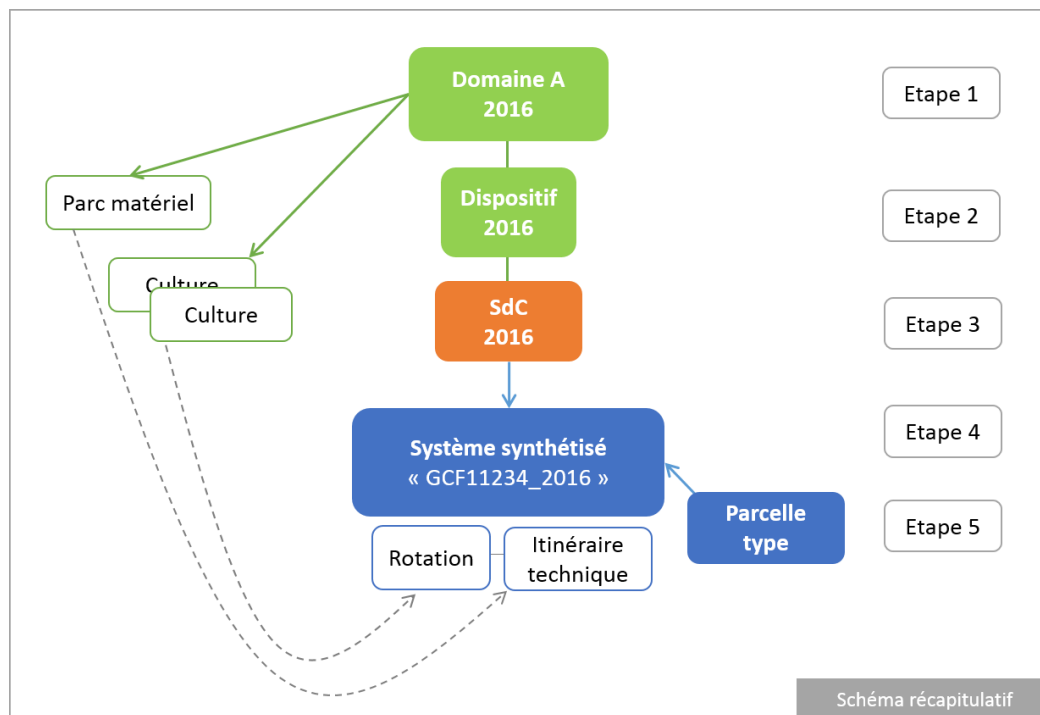 Domaine A
2016
Etape 1
Parc matériel
Dispositif
2016
Etape 2
Culture
Culture
SdC
2016
Etape 3
Système synthétisé
« GCF11234_2016 »
Etape 4
Parcelle
type
Etape 5
Rotation
Itinéraire
technique
Schéma récapitulatif